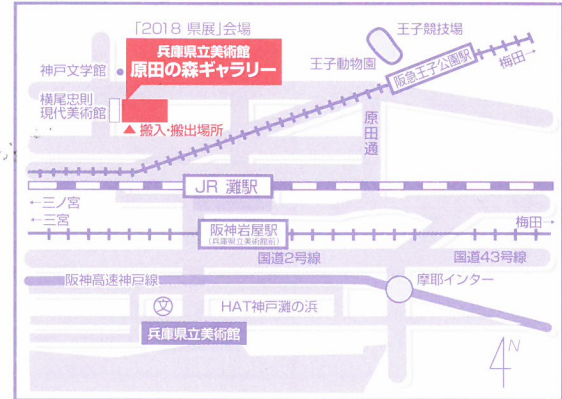 「2018 県展」会場
兵庫県立美術館
原田の森ギャラリー
神戸文学館
横尾忠則
現代美術館
▲ 搬入・搬出場所
王子競技場
王子動物園
阪急王子公園駅
梅田→
原田通
JR 灘駅
←三ノ宮
←三宮
阪神岩屋駅
(兵庫県立美術館前)
梅田→
国道2号線
国道43号線
阪神高速神戸線
摩耶インター
文
HAT神戸灘の浜
兵庫県立美術館
N